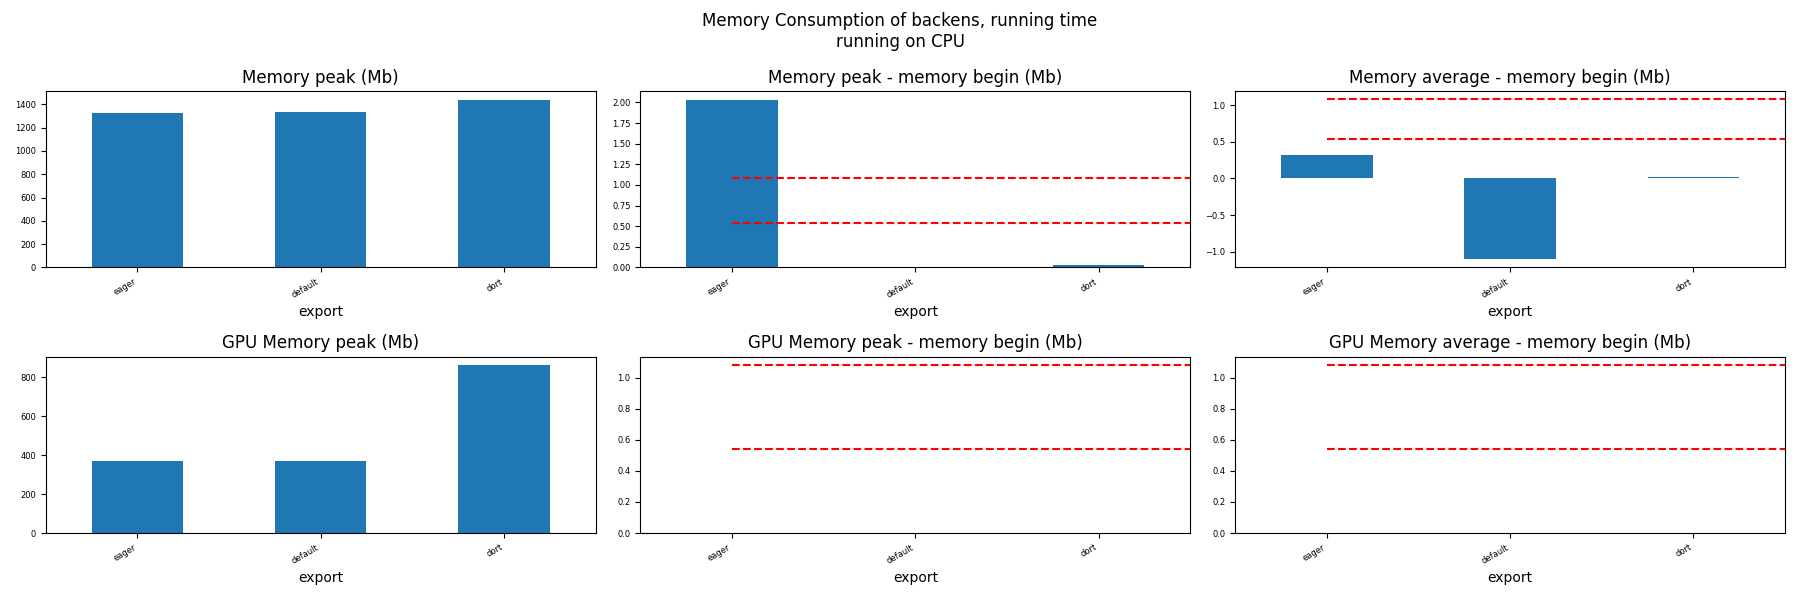 Memory Consumption of backens, running time
running on CPU
Memory peak (Mb)
1400
1200
1000
800
600
400
200
0
eager
default
dort
export
Memory peak - memory begin (Mb)
2.00
1.75
1.50
1.25
1.00
0.75
0.50
0.25
0.00
eager
default
dort
export
Memory average - memory begin (Mb)
1.0
0.5
0.0
−0.5
−1.0
eager
default
dort
export
GPU Memory peak (Mb)
800
600
400
200
0
eager
default
dort
export
GPU Memory peak - memory begin (Mb)
1.0
0.8
0.6
0.4
0.2
0.0
eager
default
dort
export
GPU Memory average - memory begin (Mb)
1.0
0.8
0.6
0.4
0.2
0.0
eager
default
dort
export